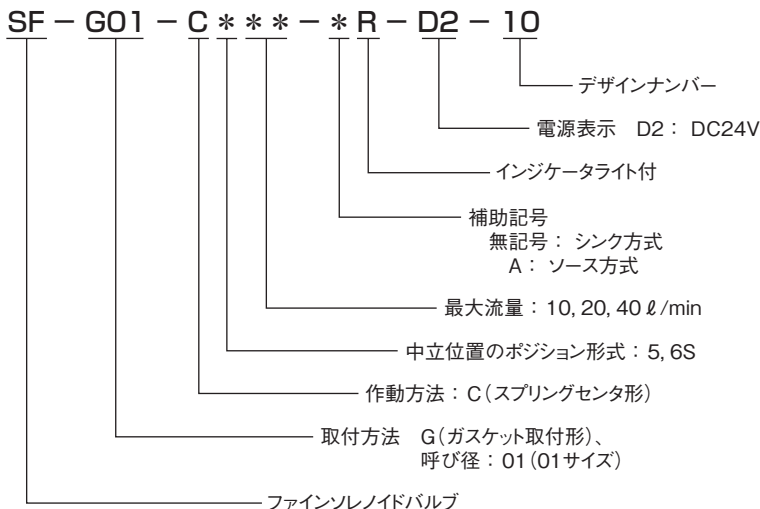 SF － G01 － C ＊ ＊ ＊ － ＊ R － D2 － 10
デザインナンバー
電源表示　D2： DC24V
インジケータライト付
補助記号
無記号： シンク方式
A： ソース方式
最大流量： 10, 20, 40 ℓ/min
中立位置のポジション形式： 5, 6S
作動方法： C（スプリングセンタ形）
取付方法　G（ガスケット取付形）、
呼び径： 01（01サイズ）
ファインソレノイドバルブ